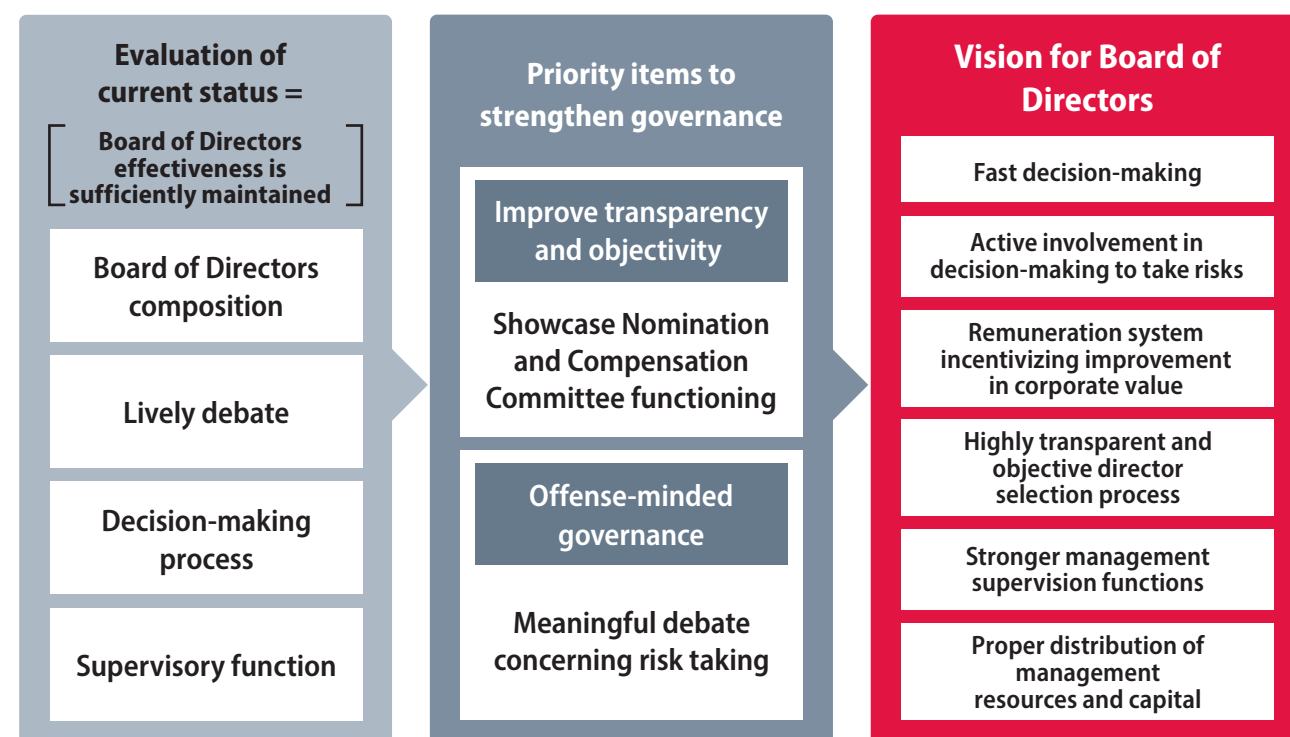 Evaluation of
current status =
Board of Directors
effectiveness is
sufficiently maintained
Board of Directors
composition
Lively debate
Decision-making
process
Supervisory function
Priority items to
strengthen governance
Improve transparency
and objectivity
Showcase Nomination
and Compensation
Committee functioning
Offense-minded
governance
Meaningful debate
concerning risk taking
Vision for Board of
Directors
Fast decision-making
Active involvement in
decision-making to take risks
Remuneration system
incentivizing improvement
in corporate value
Highly transparent and
objective director
selection process
Stronger management
supervision functions
Proper distribution of
management
resources and capital